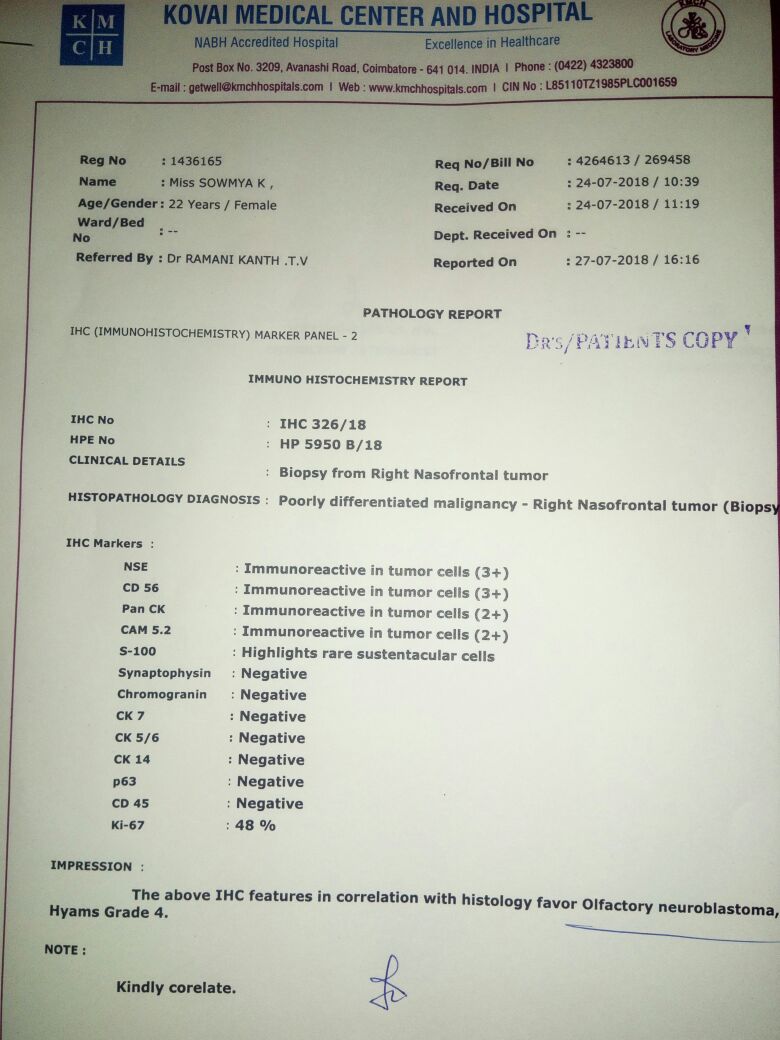 K M
C H
KOVAI MEDICAL CENTER AND HOSPITAL
NABH Accredited Hospital Excellence in Healthcare
Post Box No. 3209, Avanashi Road, Coimbatore - 641 014. INDIA I Phone : (0422) 4323800
E-mail : getwell@kmchhospitals.com I Web : www.kmchhospitals.com I CIN No : L85110TZ1985PLC001659
KMCH
LABORATORY MEDICINE
Reg No : 1436165 Req No/Bill No : 4264613 / 269458
Name : Miss SOWMYA K , Req. Date : 24-07-2018 / 10:39
Age/Gender : 22 Years / Female Received On : 24-07-2018 / 11:19
Ward/Bed No : -- Dept. Received On : --
Referred By : Dr RAMANI KANTH .T.V Reported On : 27-07-2018 / 16:16
PATHOLOGY REPORT
IHC (IMMUNOHISTOCHEMISTRY) MARKER PANEL - 2
DR'S/PATIENTS COPY
IMMUNO HISTOCHEMISTRY REPORT
IHC No : IHC 326/18
HPE No : HP 5950 B/18
CLINICAL DETAILS : Biopsy from Right Nasofrontal tumor
HISTOPATHOLOGY DIAGNOSIS : Poorly differentiated malignancy - Right Nasofrontal tumor (Biopsy
IHC Markers :
NSE : Immunoreactive in tumor cells (3+)
CD 56 : Immunoreactive in tumor cells (3+)
Pan CK : Immunoreactive in tumor cells (2+)
CAM 5.2 : Immunoreactive in tumor cells (2+)
S-100 : Highlights rare sustentacular cells
Synaptophysin : Negative
Chromogranin : Negative
CK 7 : Negative
CK 5/6 : Negative
CK 14 : Negative
p63 : Negative
CD 45 : Negative
Ki-67 : 48 %
IMPRESSION :
The above IHC features in correlation with histology favor Olfactory neuroblastoma,
Hyams Grade 4.
NOTE :
Kindly corelate.